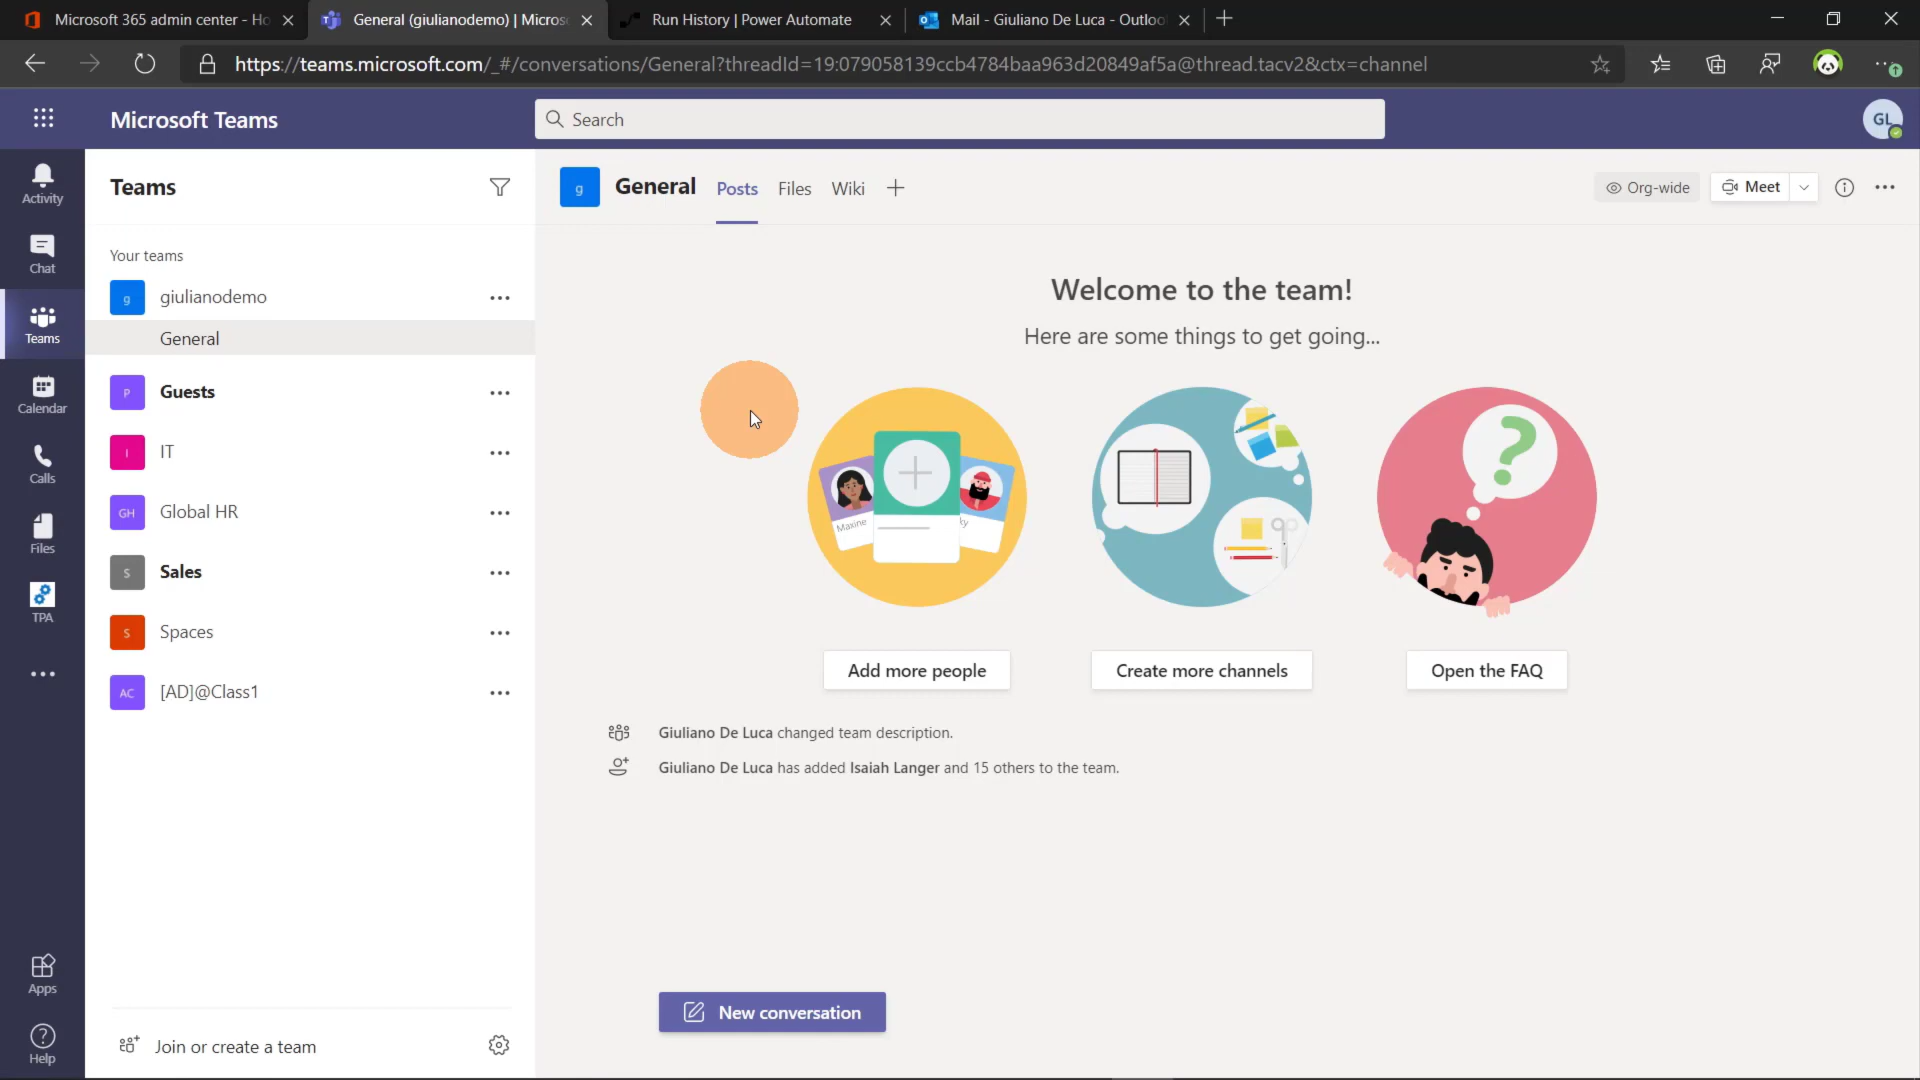 Microsoft 365 admin center - Ho
General (giulianodemo) | Micros
Run History | Power Automate
Mail - Giuliano De Luca - Outloo
https://teams.microsoft.com/_#/conversations/General?threadId=19:079058139ccb4784baa963d20849af5a@thread.tacv2&ctx=channel
Microsoft Teams
Search
GL
Activity
Chat
Teams
Calendar
Calls
Files
TPA
Apps
Help
Teams
Your teams
g giulianodemo
General
P Guests
I IT
GH Global HR
S Sales
S Spaces
AC [AD]@Class1
Join or create a team
g General Posts Files Wiki
Org-wide
Meet
Welcome to the team!
Here are some things to get going...
Maxine
ky
?
Add more people
Create more channels
Open the FAQ
Giuliano De Luca changed team description.
Giuliano De Luca has added Isaiah Langer and 15 others to the team.
New conversation